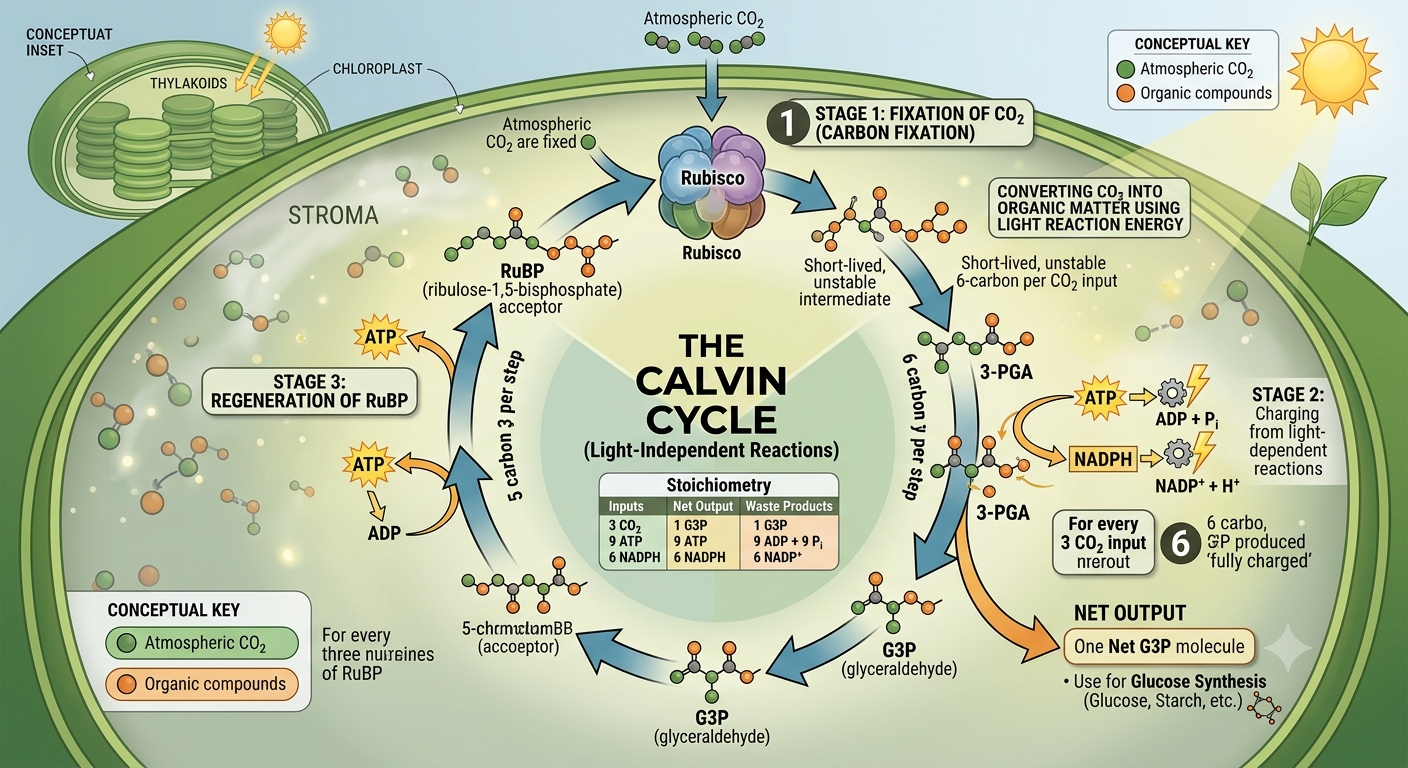 CONCEPTUAT
INSET
THYLAKOIDS
CHLOROPLAST
Atmospheric CO₂
CONCEPTUAL KEY
Atmospheric CO₂
Organic compounds
1
STAGE 1: FIXATION OF CO₂
(CARBON FIXATION)
Atmospheric
CO₂ are fixed
Rubisco
Rubisco
STROMA
CONVERTING CO₂ INTO
ORGANIC MATTER USING
LIGHT REACTION ENERGY
RuBP
(ribulose-1,5-bisphosphate)
acceptor
Short-lived,
unstable
intermediate
Short-lived, unstable
6-carbon per CO₂ input
ATP
STAGE 3:
REGENERATION OF RuBP
5 carbon 3 per step
THE
CALVIN
CYCLE
(Light-Independent Reactions)
6 carbon y per step
3-PGA
ATP
ADP + Pᵢ
NADPH
NADP⁺ + H⁺
STAGE 2:
Charging
from light-
dependent
reactions
ATP
ADP
Stoichiometry
Inputs Net Output Waste Products
3 CO₂ 1 G3P 1 G3P
9 ATP 9 ATP 9 ADP + 9 Pᵢ
6 NADPH 6 NADPH 6 NADP⁺
3-PGA
For every
3 CO₂ input
6
6 carbo,
produced
'fully charged'
G3P
(glyceraldehyde)
G3P
(glyceraldehyde)
(accoeptor)
NET OUTPUT
One Net G3P molecule
• Use for Glucose Synthesis
(Glucose, Starch, etc.)
CONCEPTUAL KEY
Atmospheric CO₂
Organic compounds
For every
three
of RuBP